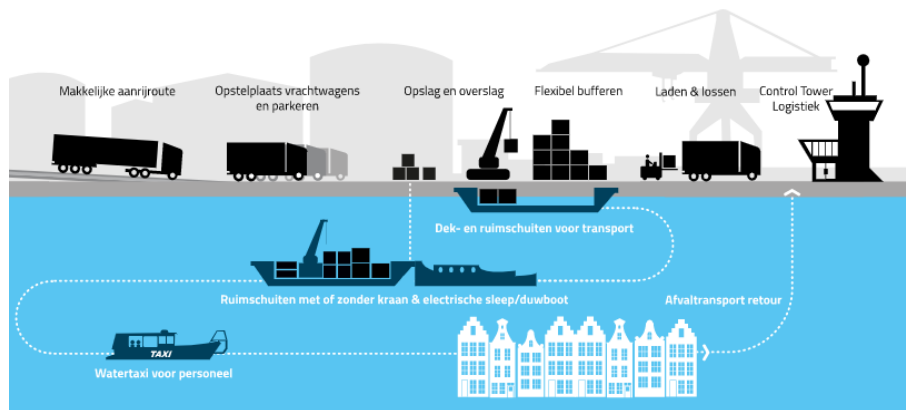 Makkelijke aanrijroute
Opstelplaats vrachtwagens
en parkeren
Opslag en overslag
Flexibel bufferen
Laden & lossen
Control Tower
Logistiek
Dek- en ruimschuiten voor transport
Ruimschuiten met of zonder kraan & electrische sleep/duwboot
Afvaltransport retour
TAXI
Watertaxi voor personeel